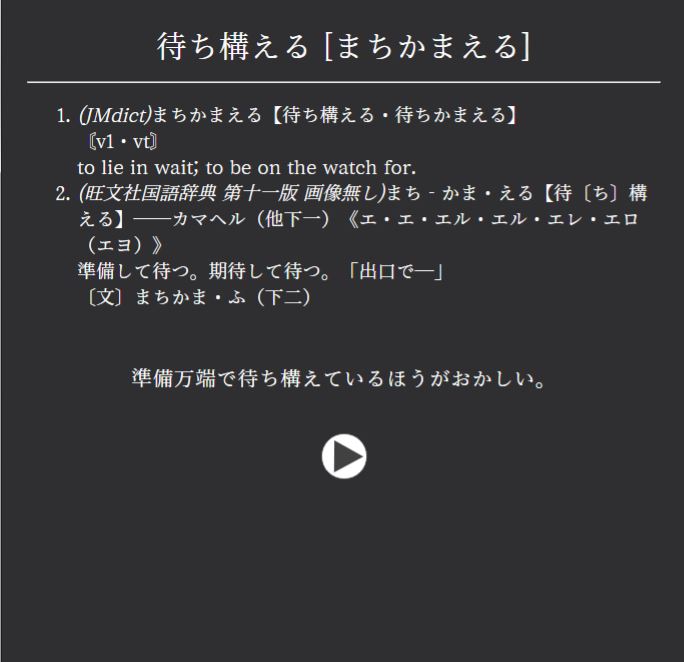 待ち構える [まちかまえる]
1. (JMdict)まちかまえる【待ち構える・待ちかまえる】
〘v1・vt〙
to lie in wait; to be on the watch for.
2. (旺文社国語辞典 第十一版 画像無し)まち‐かま・える【待〔ち〕構
える】──カマヘル（他下一）《エ・エ・エル・エル・エレ・エロ
（エヨ）》
準備して待つ。期待して待つ。「出口で―」
〔文〕まちかま・ふ（下二）
準備万端で待ち構えているほうがおかしい。